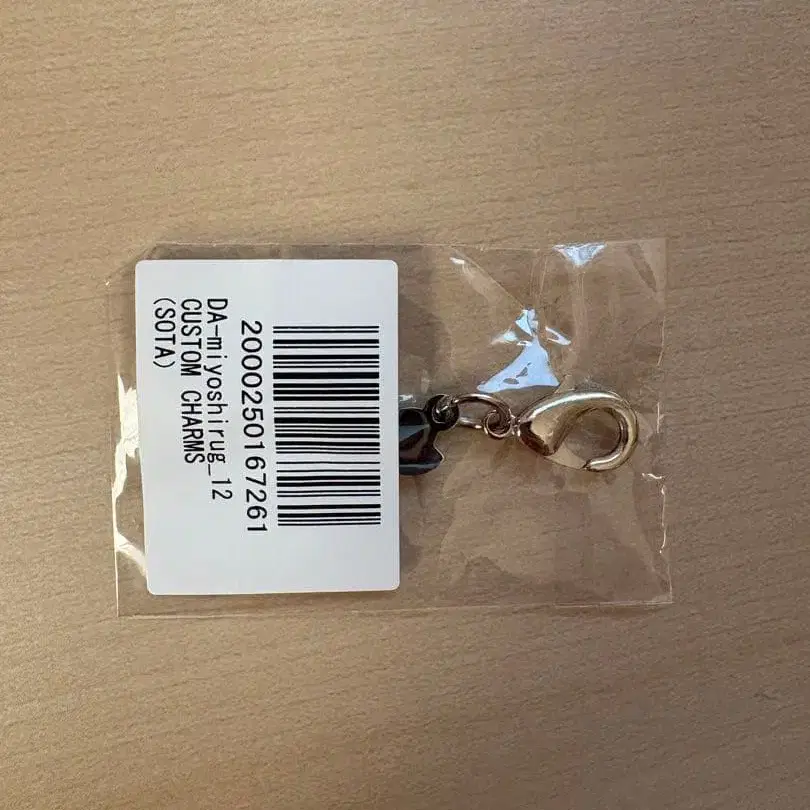 2000250167261
DA-miyoshirug_12
CUSTOM CHARMS
(SOTA)